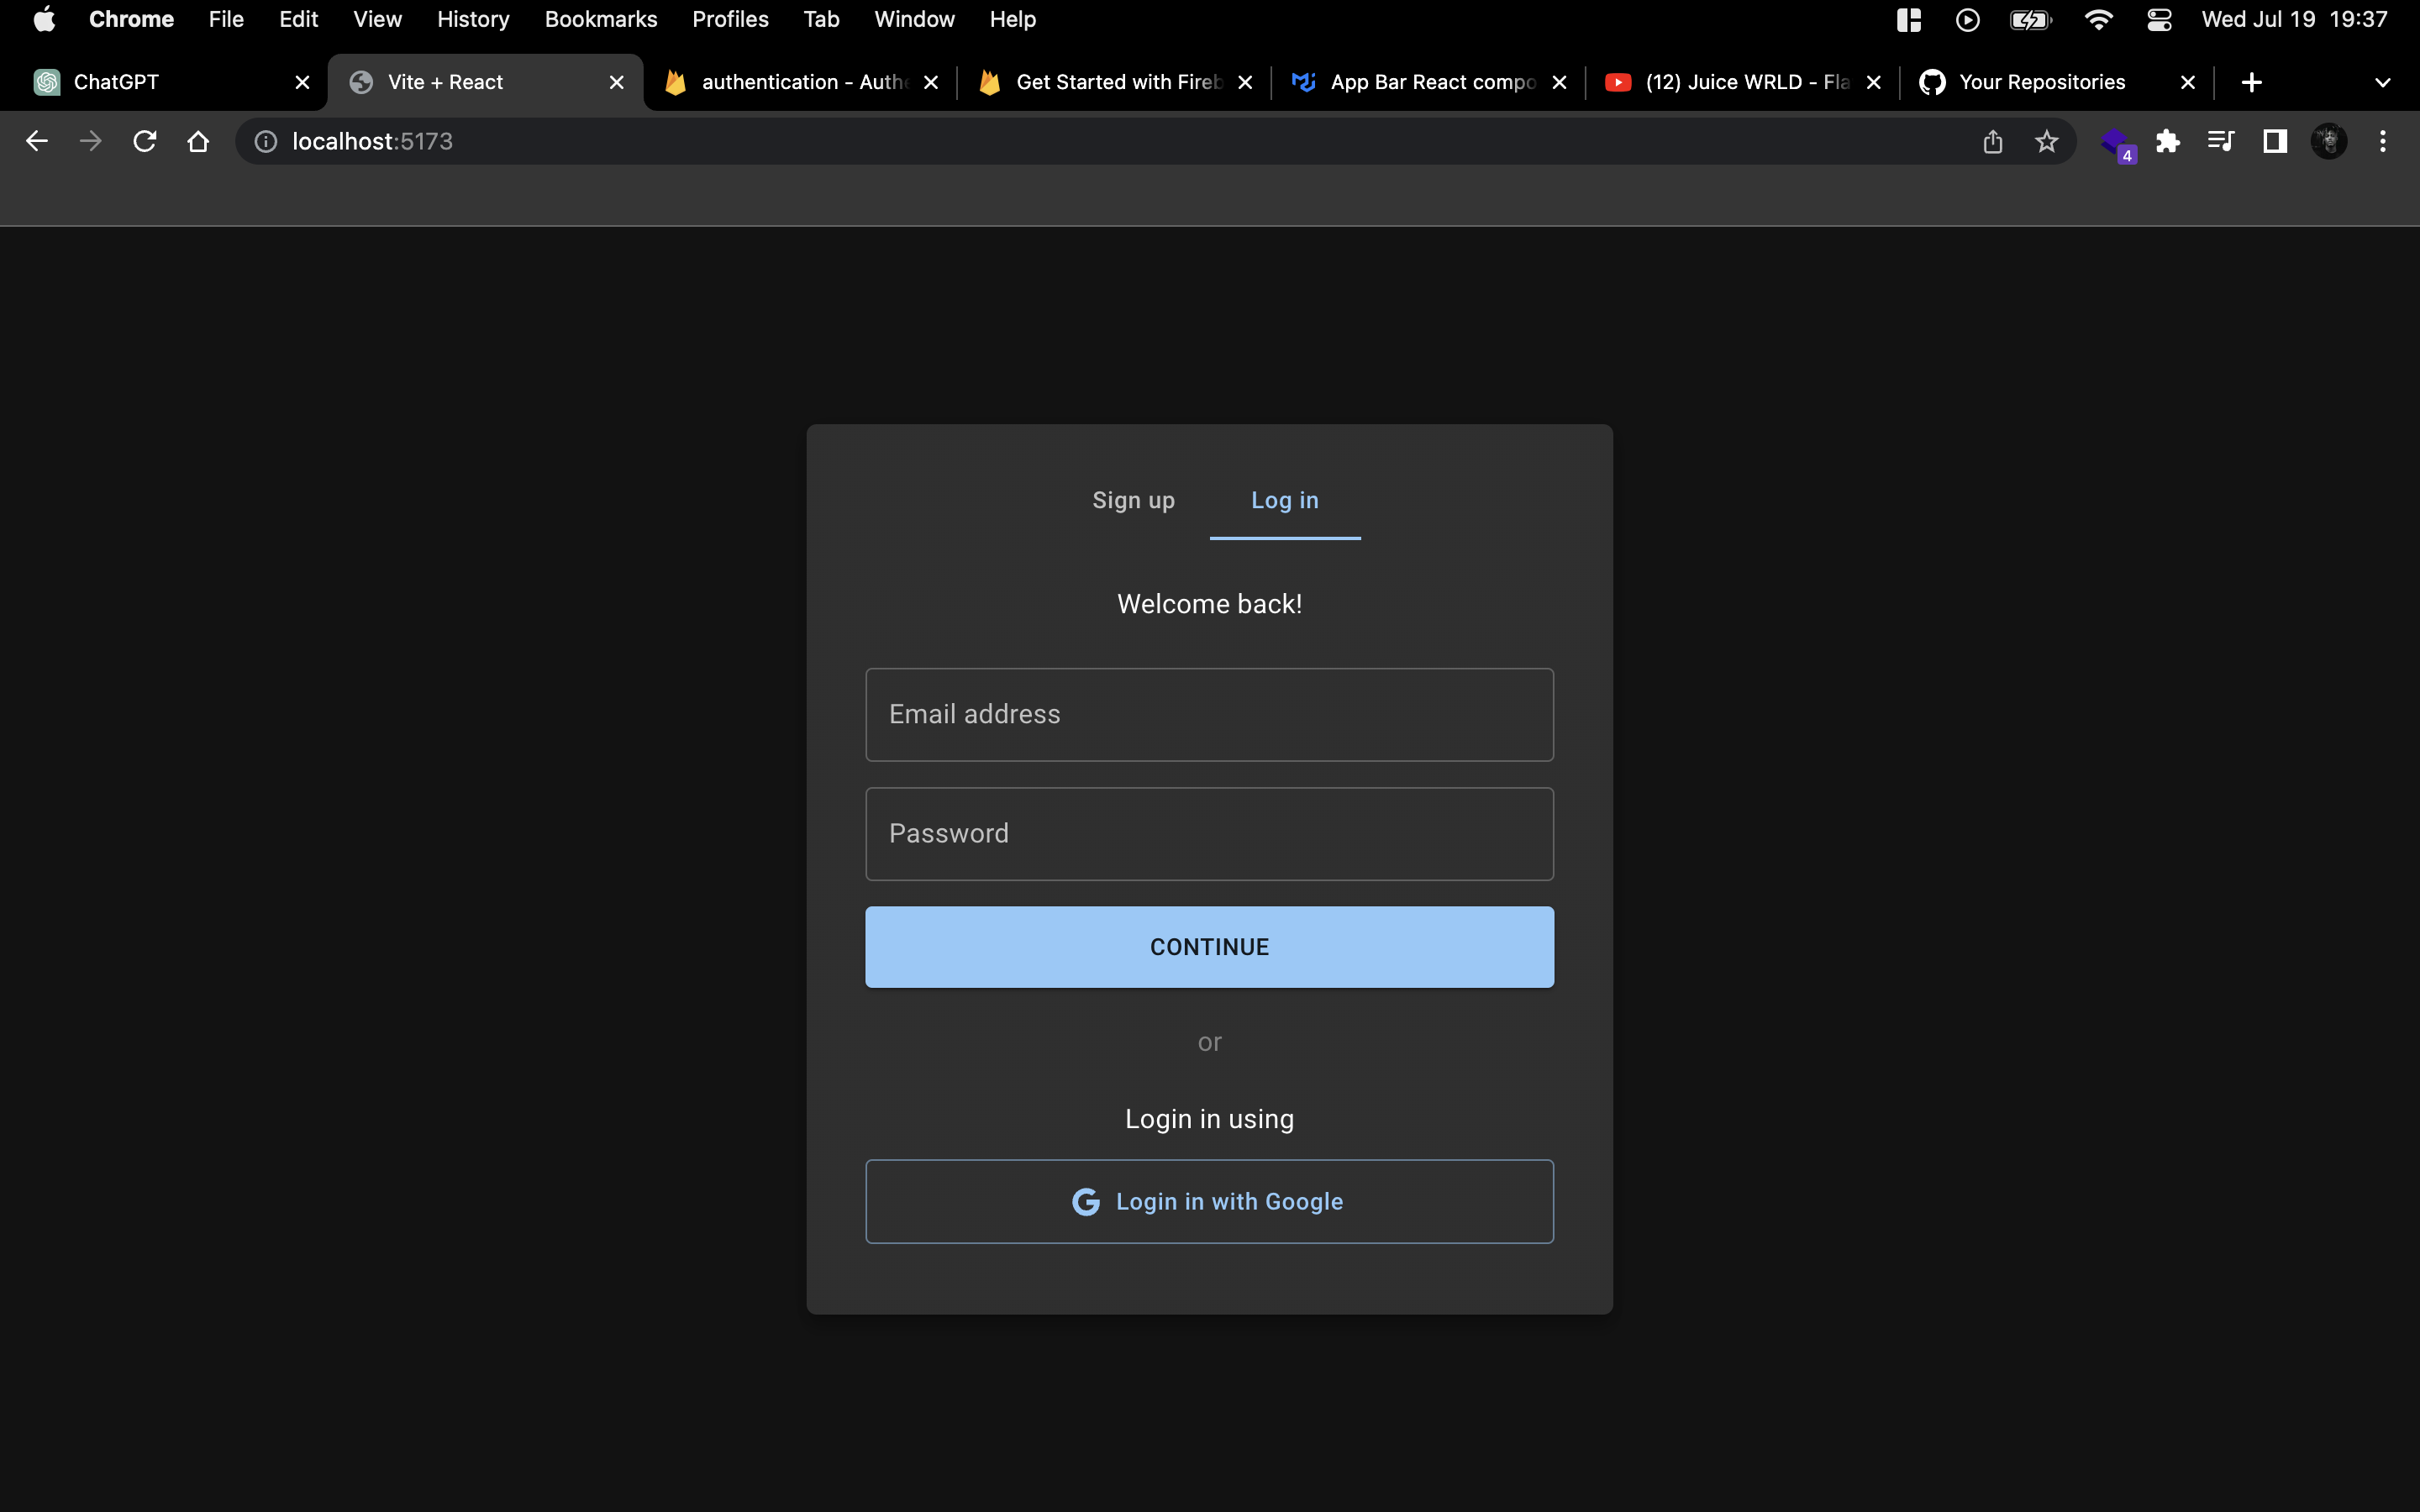 Chrome File Edit View History Bookmarks Profiles Tab Window Help Wed Jul 19 19:37
ChatGPT Vite + React authentication - Authe Get Started with Fireb App Bar React compo (12) Juice WRLD - Fla Your Repositories
localhost:5173 4
Sign up Log in
Welcome back!
Email address
Password
CONTINUE
or
Login in using
G Login in with Google